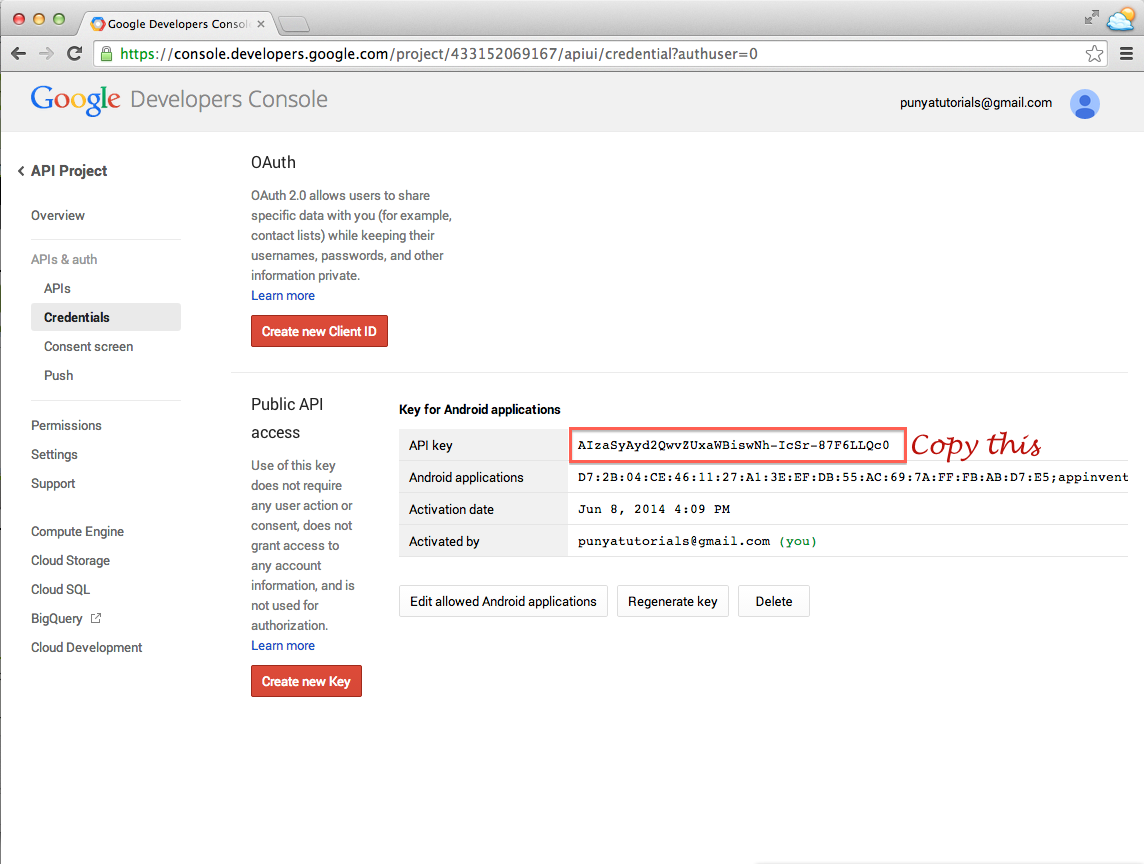 Google Developers Conso
https://console.developers.google.com/project/433152069167/apiui/credential?authuser=0
Google Developers Console
punyatutorials@gmail.com
API Project
Overview
APIs & auth
APIs
Credentials
Consent screen
Push
Permissions
Settings
Support
Compute Engine
Cloud Storage
Cloud SQL
BigQuery
Cloud Development
OAuth
OAuth 2.0 allows users to share
specific data with you (for example,
contact lists) while keeping their
usernames, passwords, and other
information private.
Learn more
Create new Client ID
Public API
access
Use of this key
does not require
any user action or
consent, does not
grant access to
any account
information, and is
not used for
authorization.
Learn more
Create new Key
Key for Android applications
API key AIzaSyAyd2QwvZUxaWBiswNh-IcSr-87F6LLQc0 Copy this
Android applications D7:2B:04:CE:46:11:27:A1:3E:EF:DB:55:AC:69:7A:FF:FB:AB:D7:E5;appinvent
Activation date Jun 8, 2014 4:09 PM
Activated by punyatutorials@gmail.com (you)
Edit allowed Android applications Regenerate key Delete